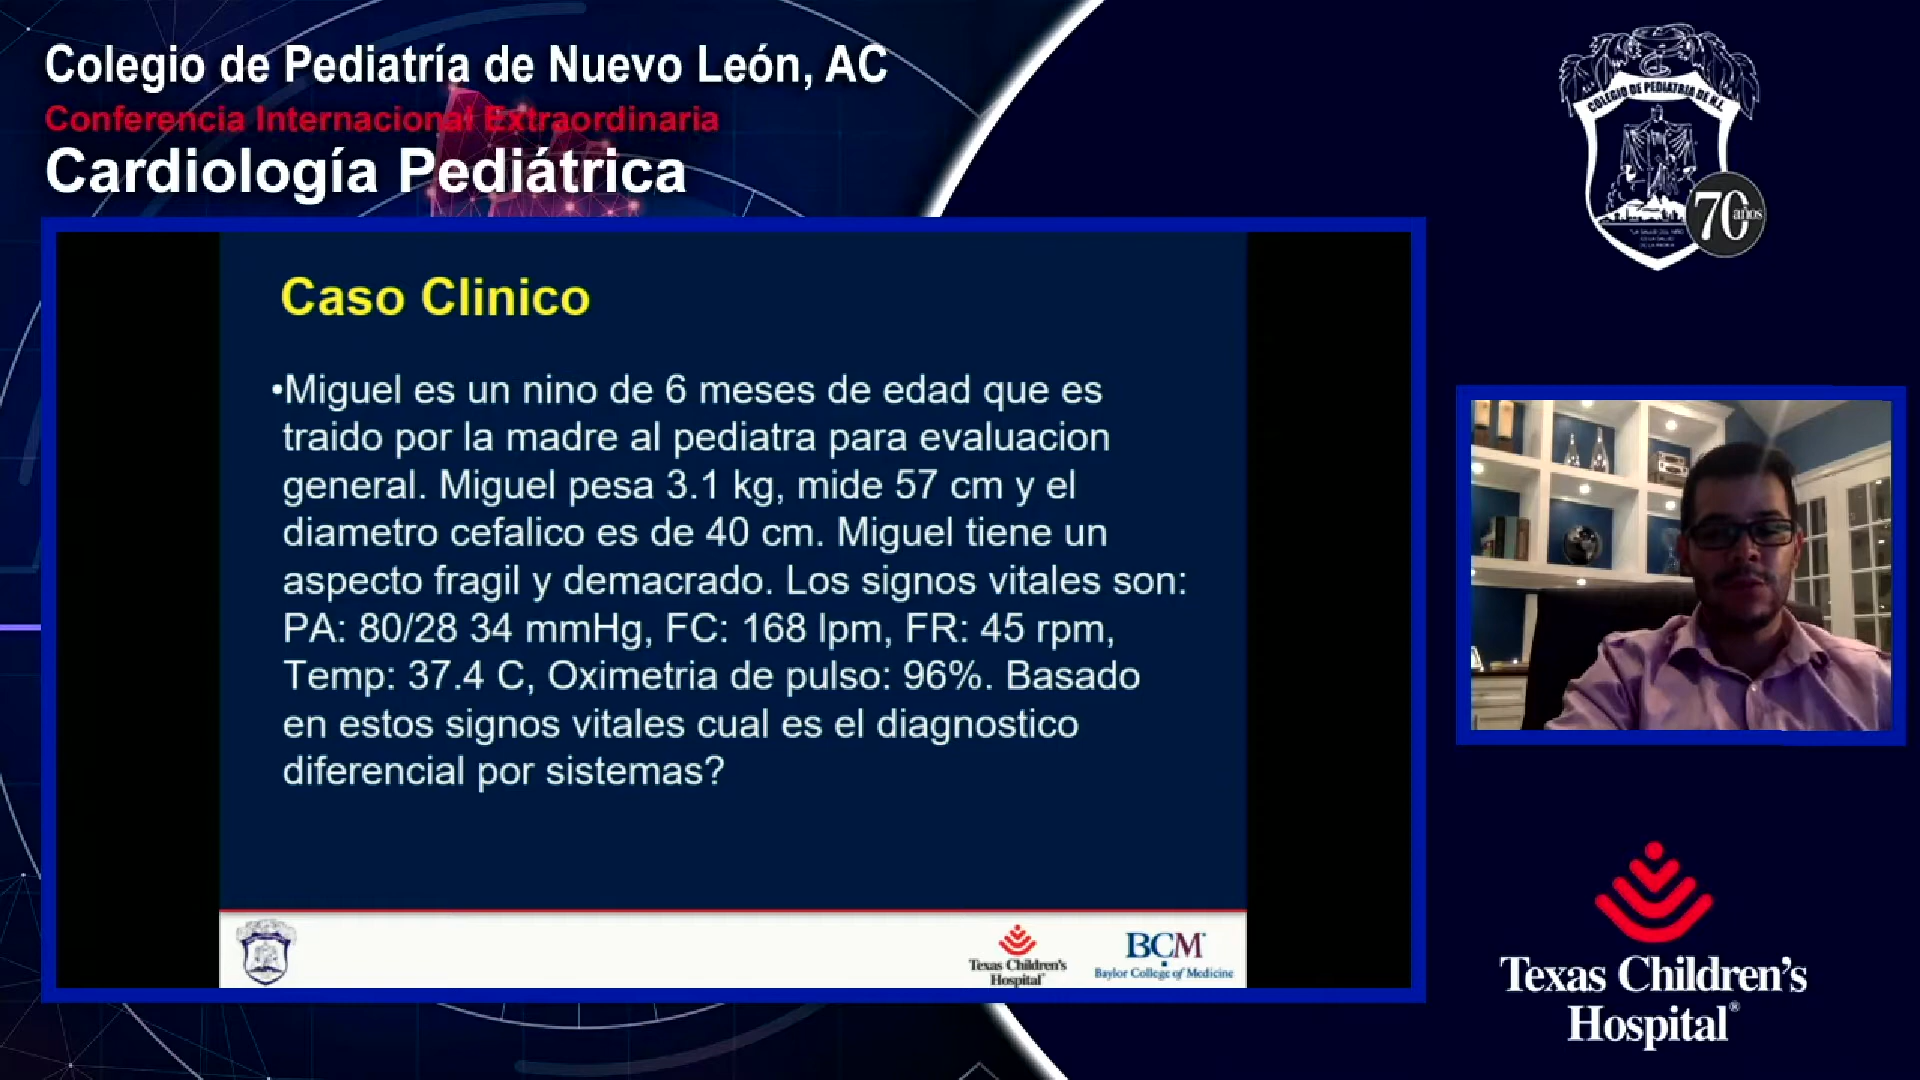 Colegio de Pediatría de Nuevo León, AC
Conferencia Internacional Extraordinaria
Cardiología Pediátrica
COLEGIO DE PEDIATRIA DE N.L.
70 años
Caso Clinico
•Miguel es un nino de 6 meses de edad que es
traido por la madre al pediatra para evaluacion
general. Miguel pesa 3.1 kg, mide 57 cm y el
diametro cefalico es de 40 cm. Miguel tiene un
aspecto fragil y demacrado. Los signos vitales son:
PA: 80/28 34 mmHg, FC: 168 lpm, FR: 45 rpm,
Temp: 37.4 C, Oximetria de pulso: 96%. Basado
en estos signos vitales cual es el diagnostico
diferencial por sistemas?
Texas Children's
Hospital
BCM
Baylor College of Medicine
Texas Children's
Hospital®